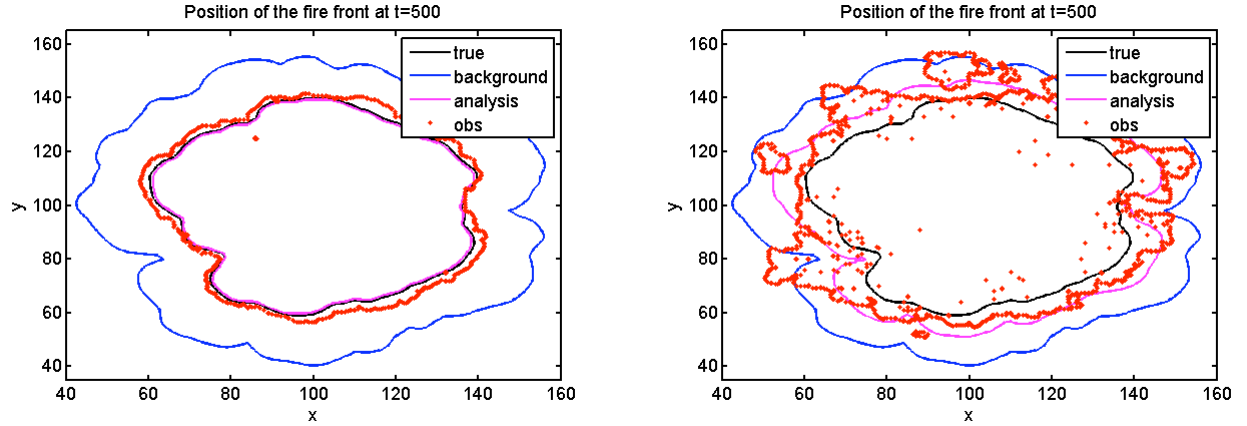 Position of the fire front at t=500
160
140
120
100
80
60
40
y
40 60 80 100 120 140 160
x
true
background
analysis
obs
Position of the fire front at t=500
160
140
120
100
80
60
40
y
40 60 80 100 120 140 160
x
true
background
analysis
obs